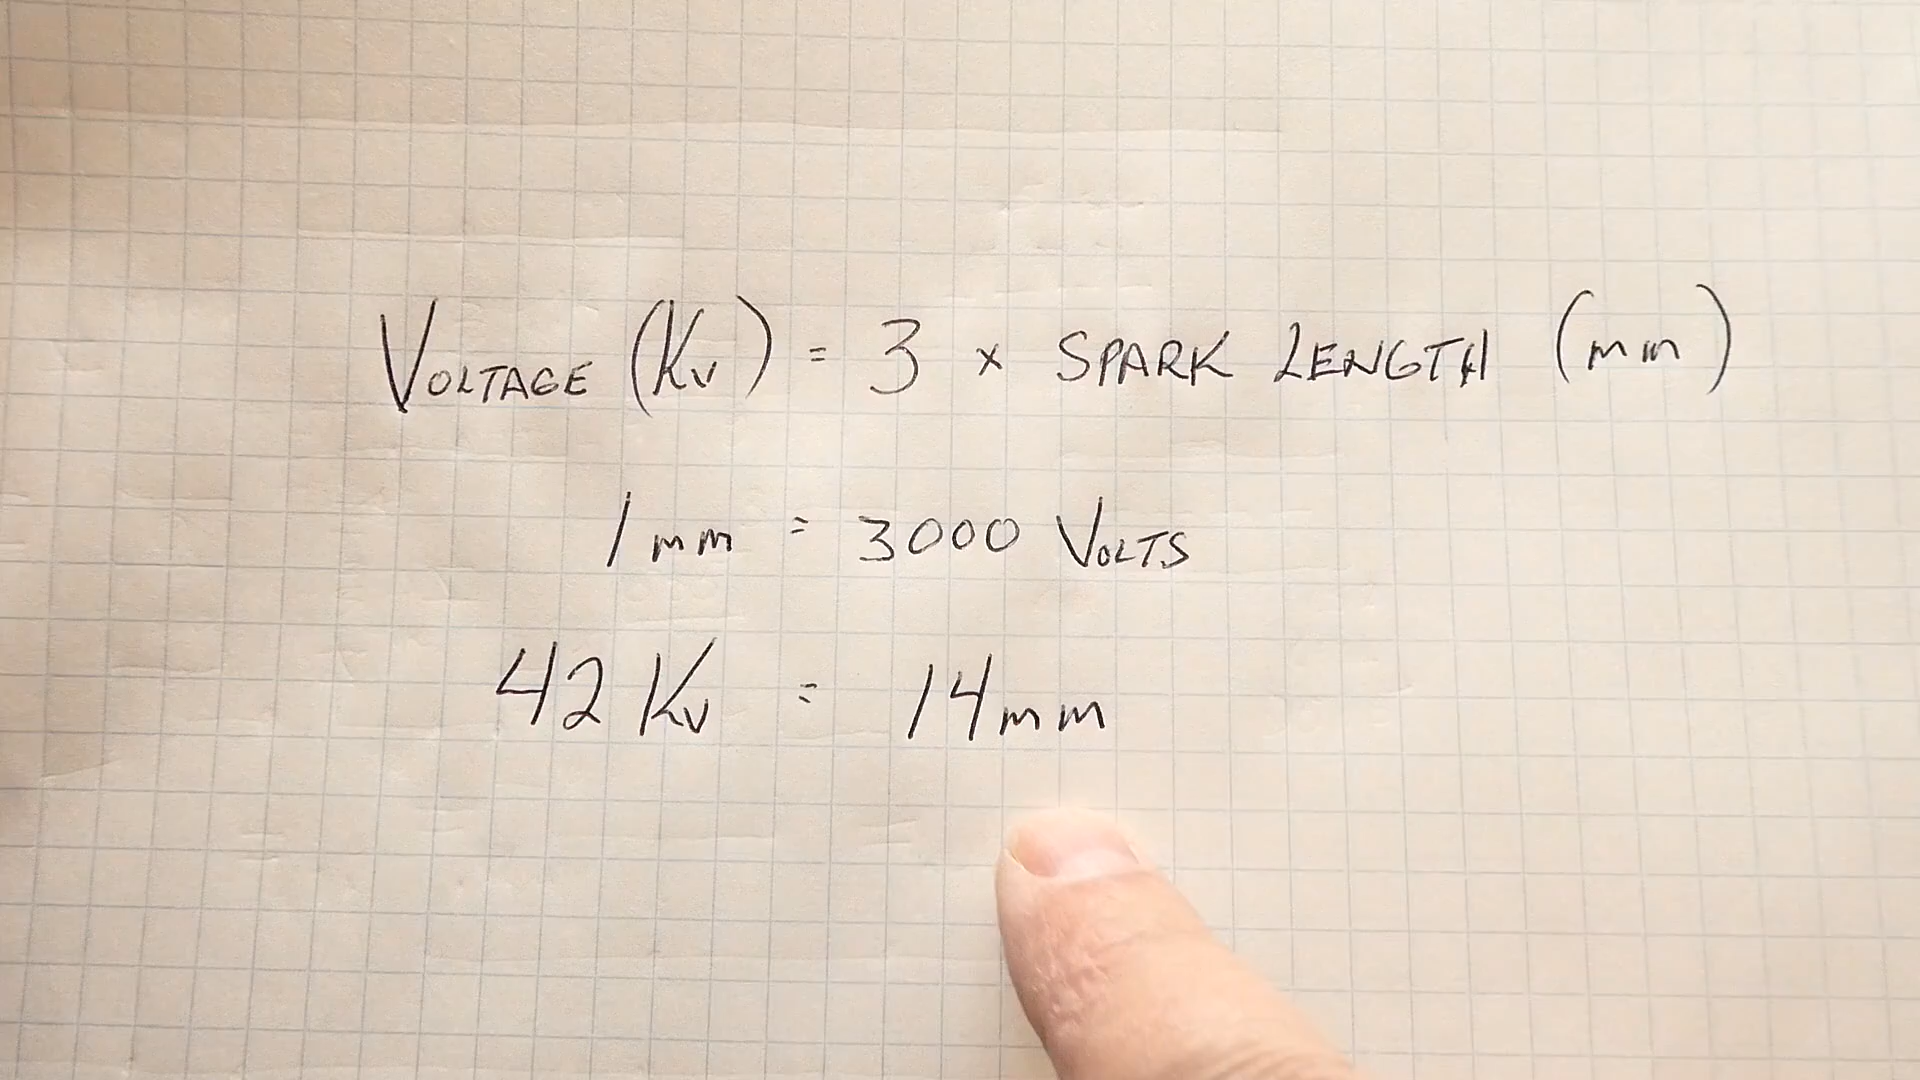 VOLTAGE (Kv) = 3 x SPARK LENGTH (mm)
1mm = 3000 VOLTS
42 Kv = 14mm